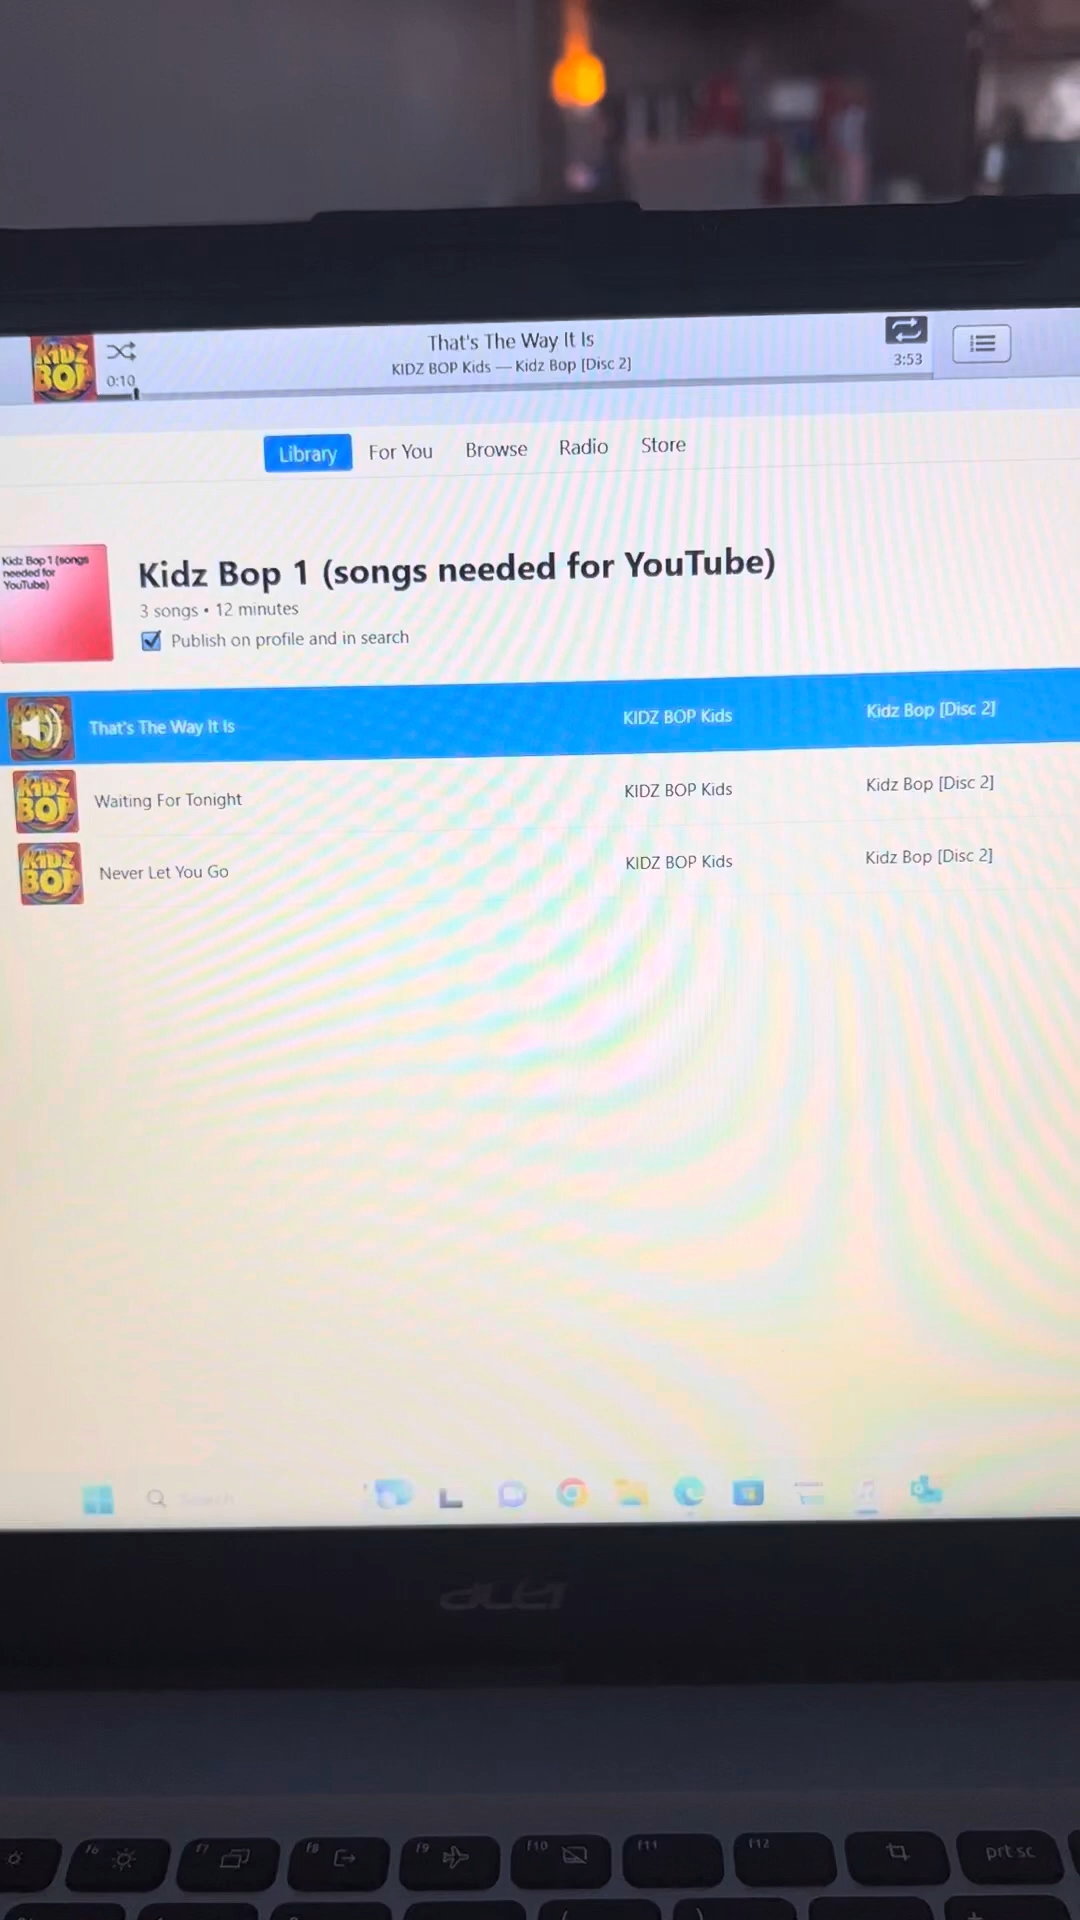 That's The Way It Is
KIDZ BOP Kids — Kidz Bop [Disc 2]
0:10
3:53
KIDZ BOP
Library For You Browse Radio Store
Kidz Bop 1 (songs
needed for
YouTube)
Kidz Bop 1 (songs needed for YouTube)
3 songs • 12 minutes
Publish on profile and in search
That's The Way It Is KIDZ BOP Kids Kidz Bop [Disc 2]
KIDZ BOP
Waiting For Tonight KIDZ BOP Kids Kidz Bop [Disc 2]
KIDZ BOP
Never Let You Go KIDZ BOP Kids Kidz Bop [Disc 2]
Search
acer
f6 f7 f8 f9 f10 f11 f12 prt sc